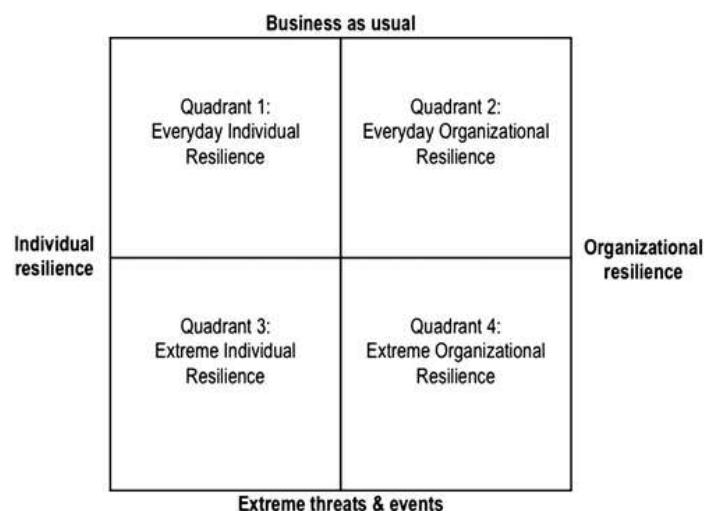 Business as usual
Quadrant 1:
Everyday Individual
Resilience
Quadrant 2:
Everyday Organizational
Resilience
Individual
resilience
Organizational
resilience
Quadrant 3:
Extreme Individual
Resilience
Quadrant 4:
Extreme Organizational
Resilience
Extreme threats & events